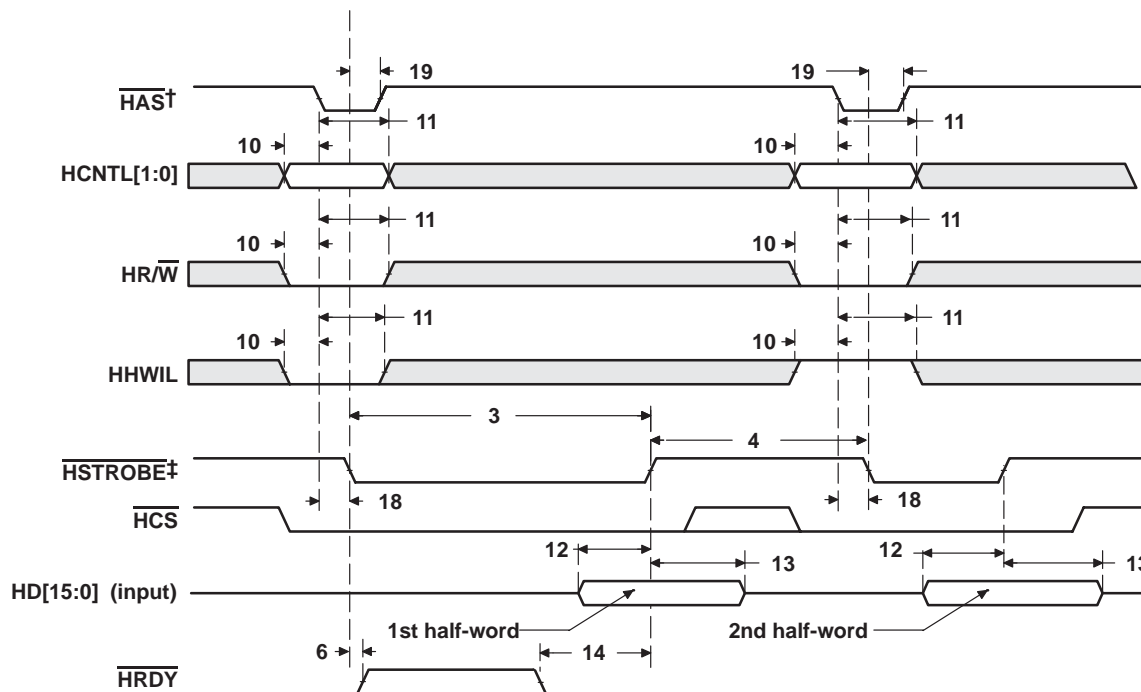 19 19
HAS†
11 11
10 10
HCNTL[1:0]
11 11
10 10
HR/W
11 11
10 10
HHWIL
3
4
HSTROBE‡
18 18
HCS
12 12
13 13
HD[15:0] (input)
1st half-word 2nd half-word
6 14
HRDY